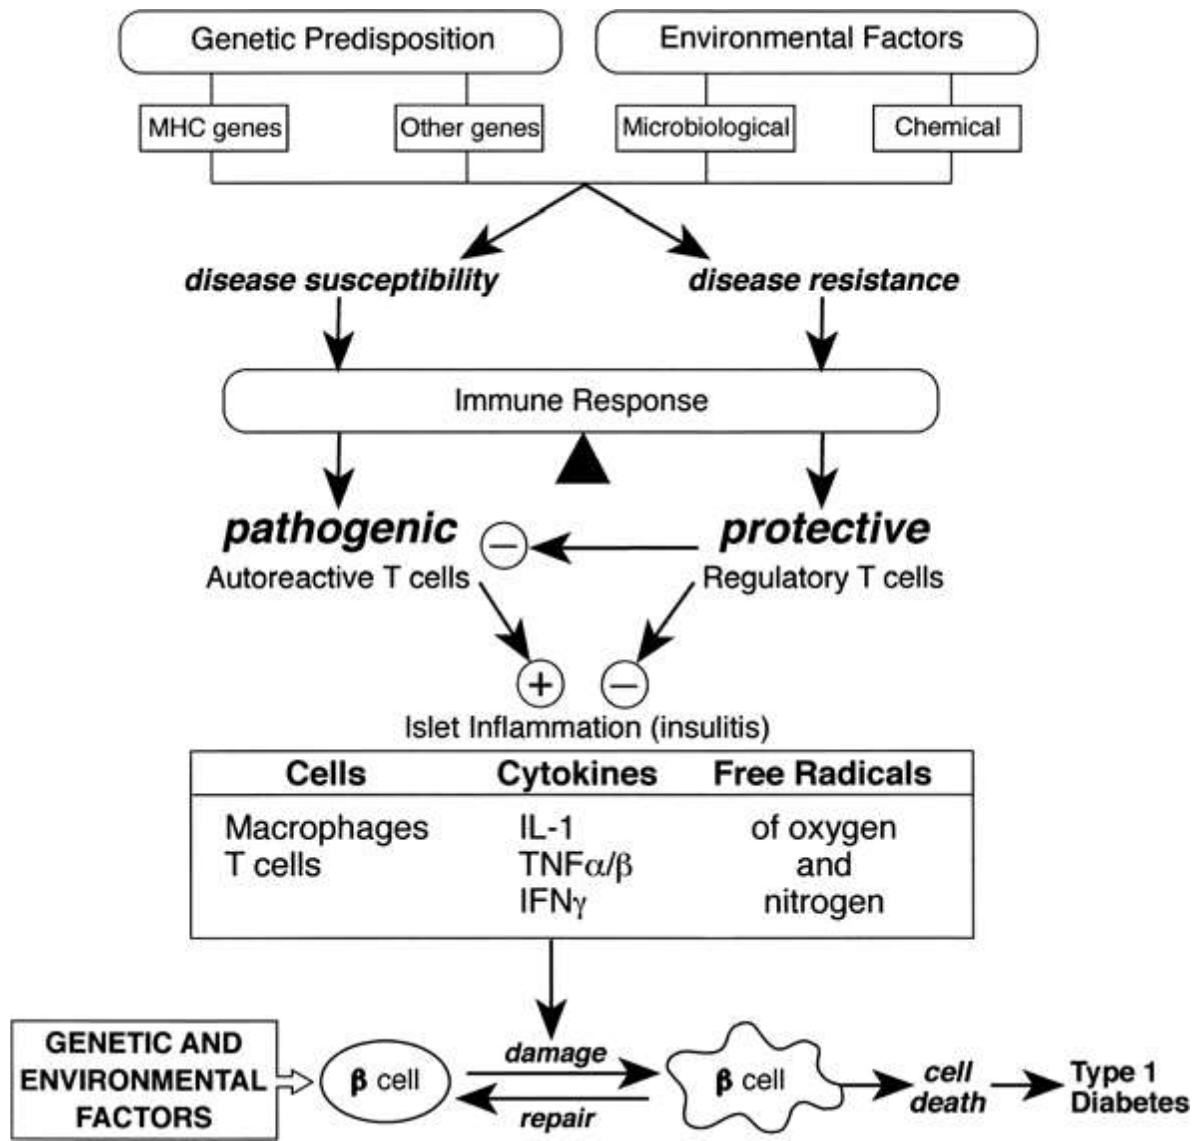 Genetic Predisposition
Environmental Factors
MHC genes
Other genes
Microbiological
Chemical
disease susceptibility
disease resistance
Immune Response
pathogenic
−
protective
Autoreactive T cells
Regulatory T cells
+
−
Islet Inflammation (insulitis)
Cells
Cytokines
Free Radicals
Macrophages
IL-1
of oxygen
T cells
TNFα/β
and
IFNγ
nitrogen
GENETIC AND
ENVIRONMENTAL
FACTORS
β cell
damage
repair
β cell
cell
death
Type 1
Diabetes